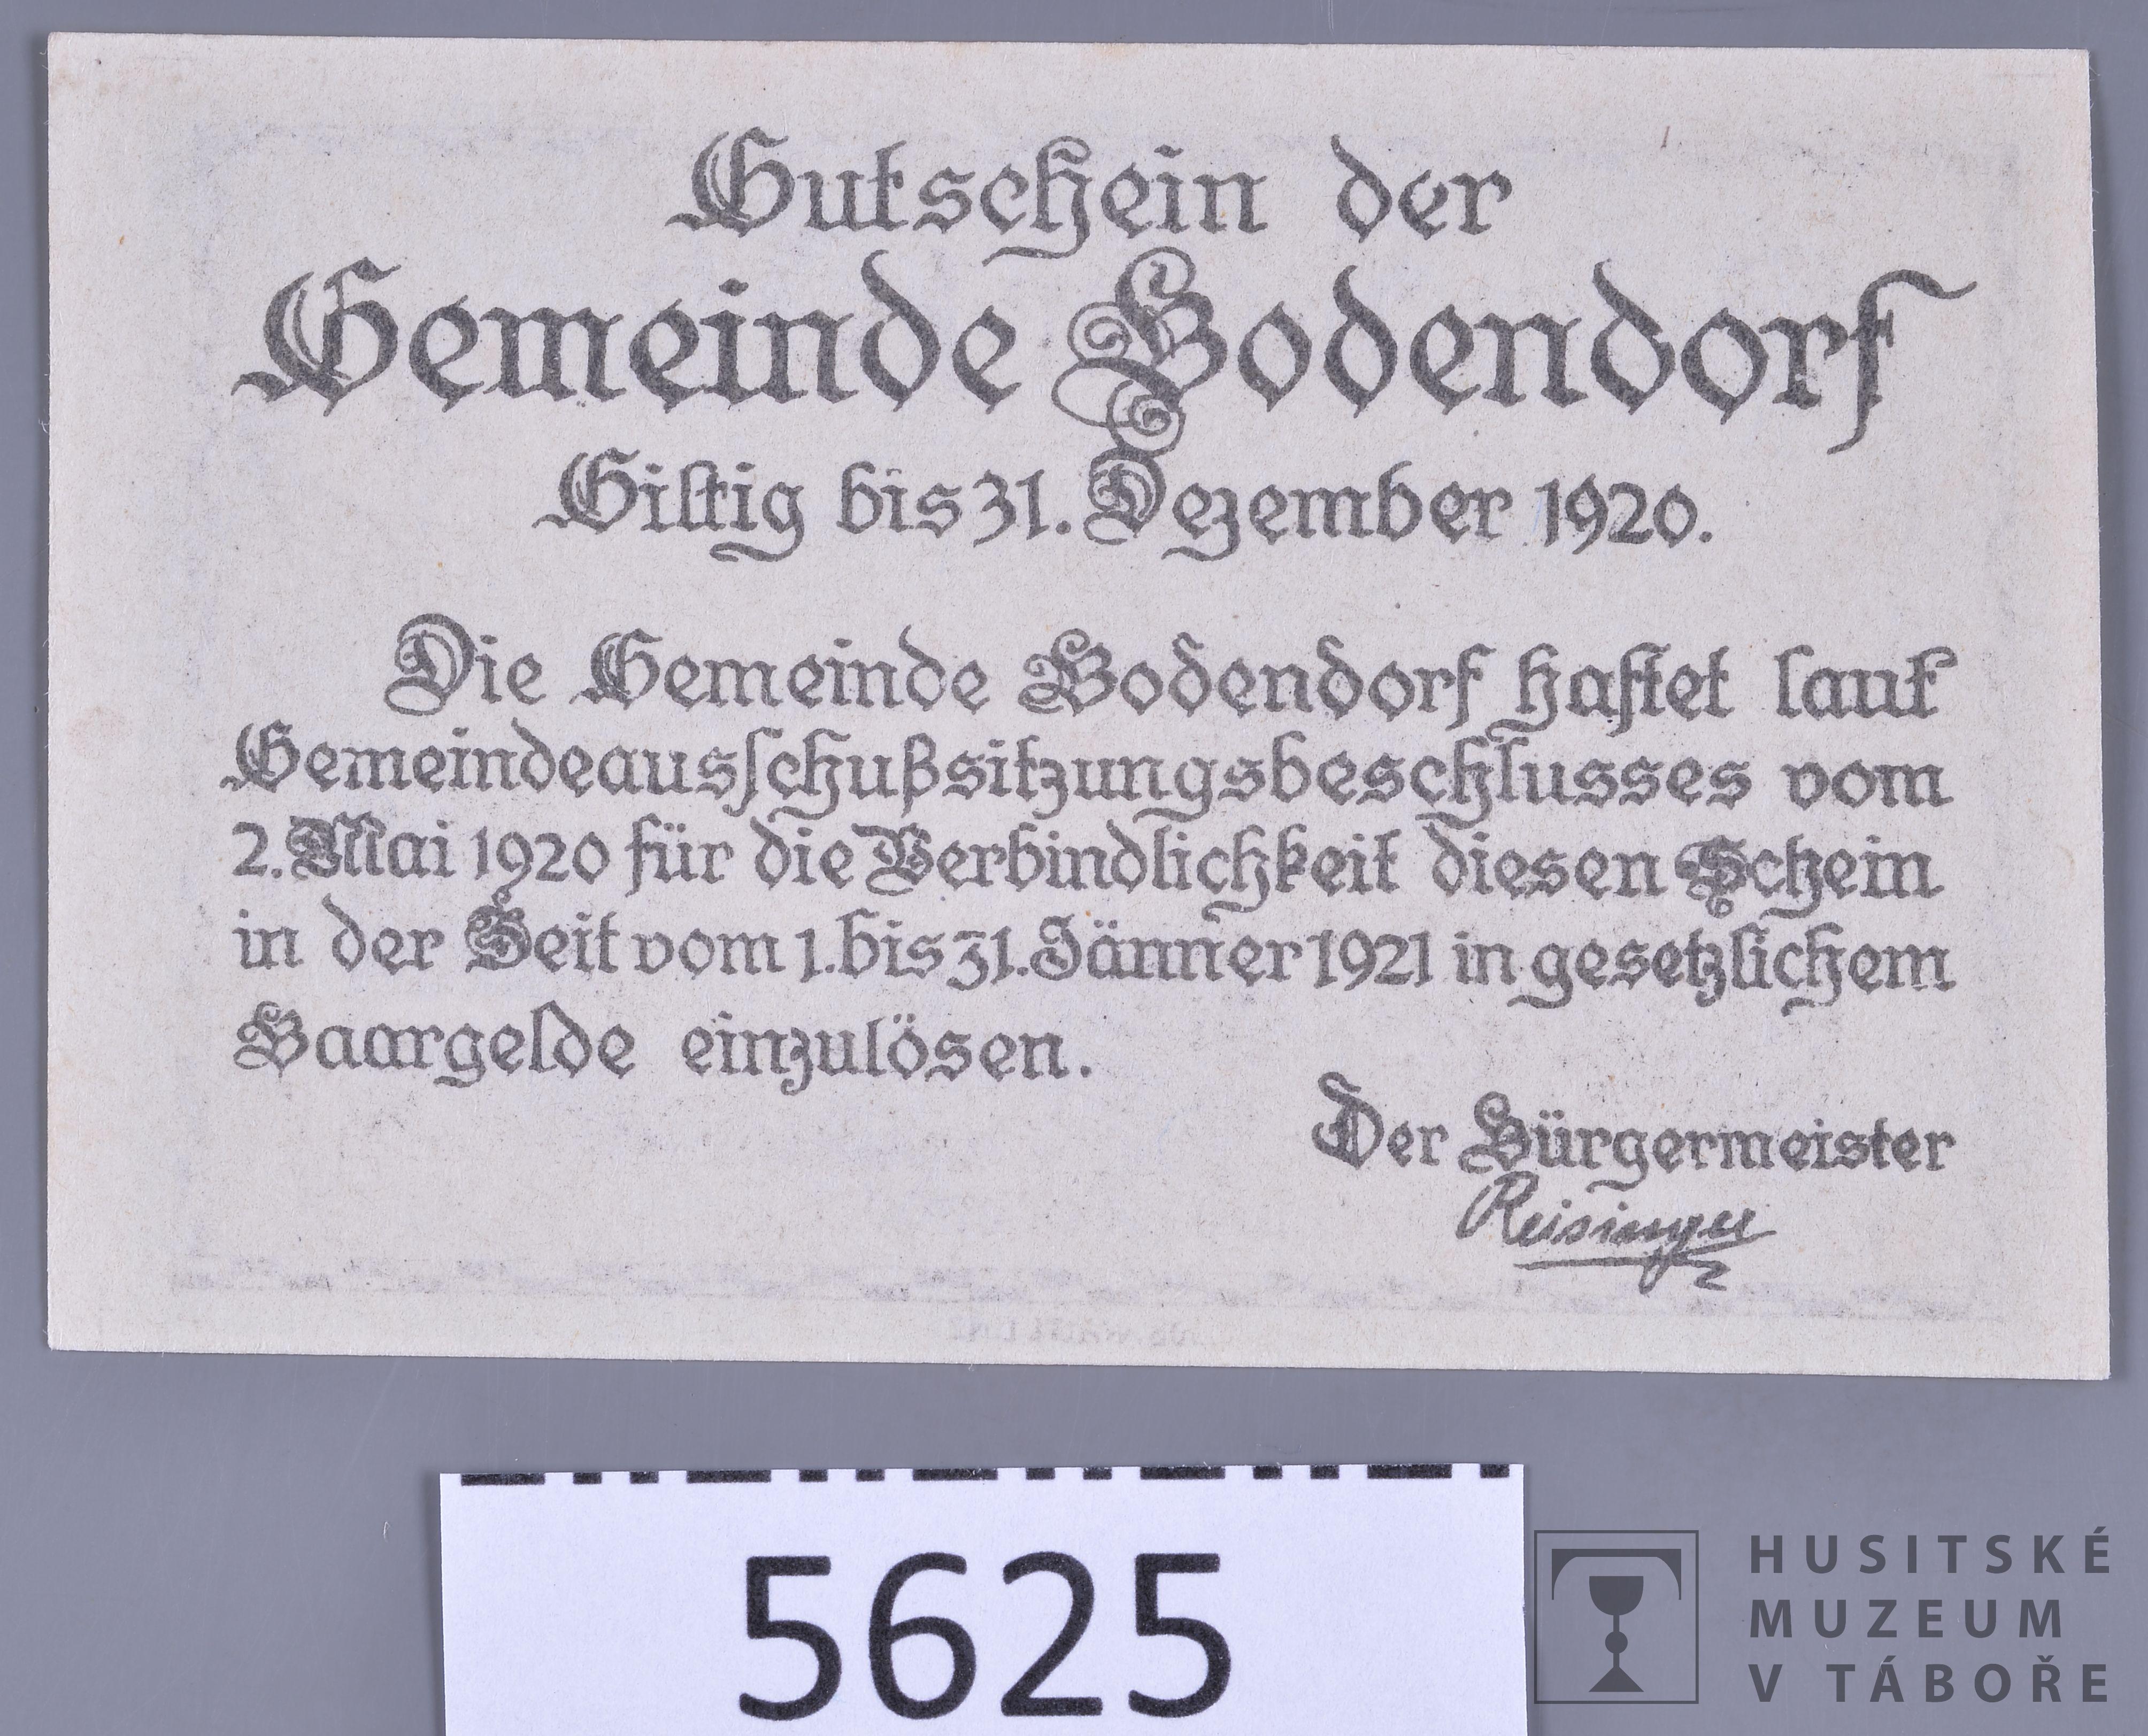 Gutschein der
Gemeinde Bodendorf
Giltig bis 31. Dezember 1920.
Die Gemeinde Bodendorf haftet laut
Gemeindeausschußsitzungsbeschlusses vom
2. Mai 1920 für die Verbindlichkeit diesen Schein
in der Zeit vom 1. bis 31. Jänner 1921 in gesetzlichem
Baargelde einzulösen.
Der Bürgermeister
Reisinger
5625
HUSITSKÉ
MUZEUM
V TÁBOŘE